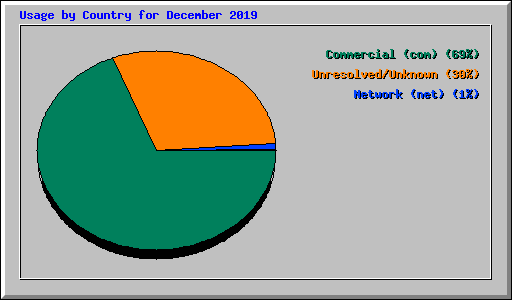 Usage by Country for December 2019
Commercial (com) (69%)
Unresolved/Unknown (30%)
Network (net) (1%)